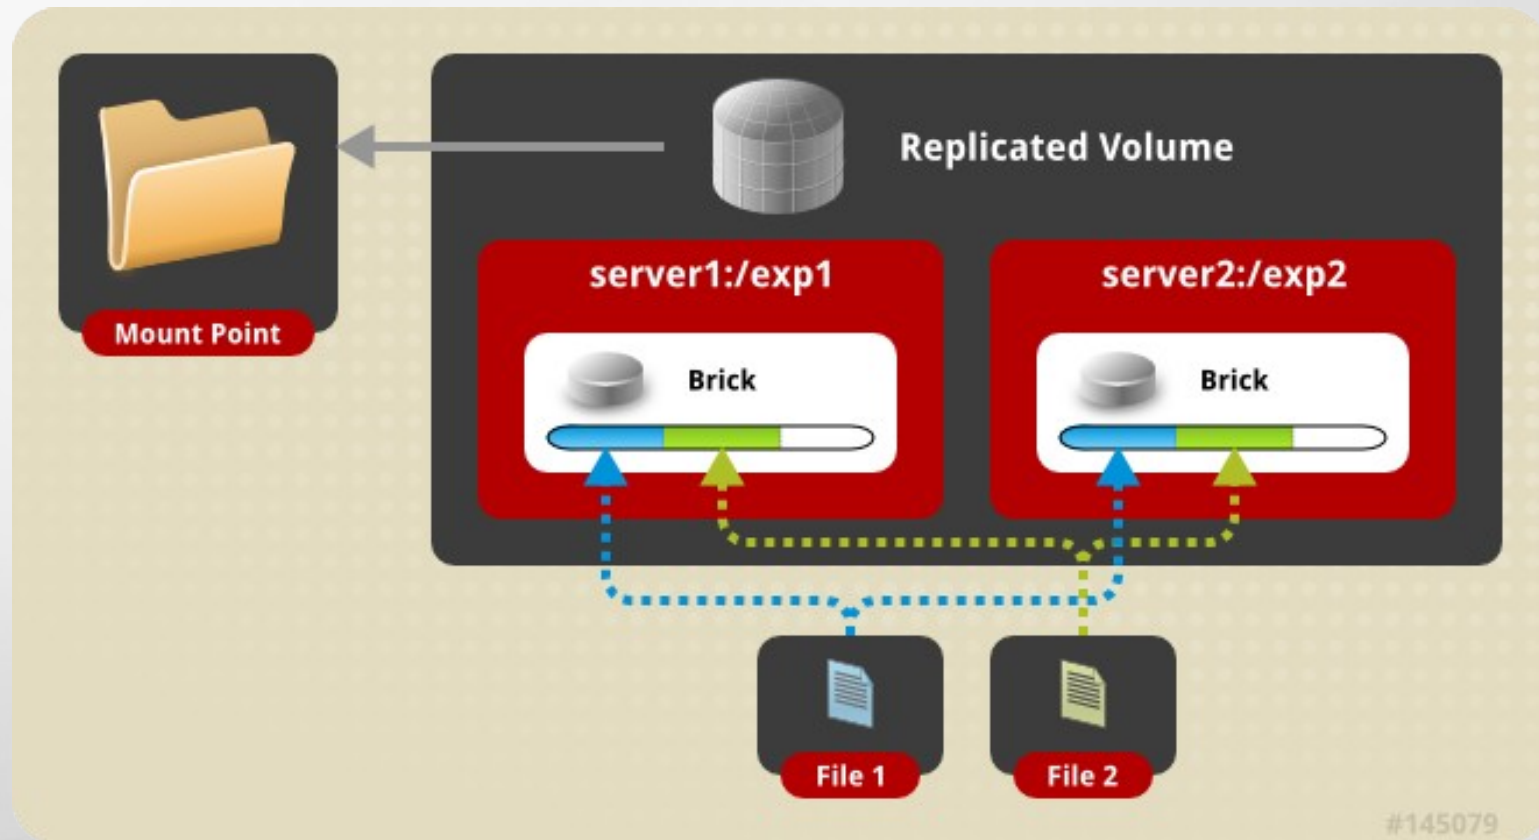 Replicated Volume
Mount Point
server1:/exp1
server2:/exp2
Brick
Brick
File 1
File 2
#145079